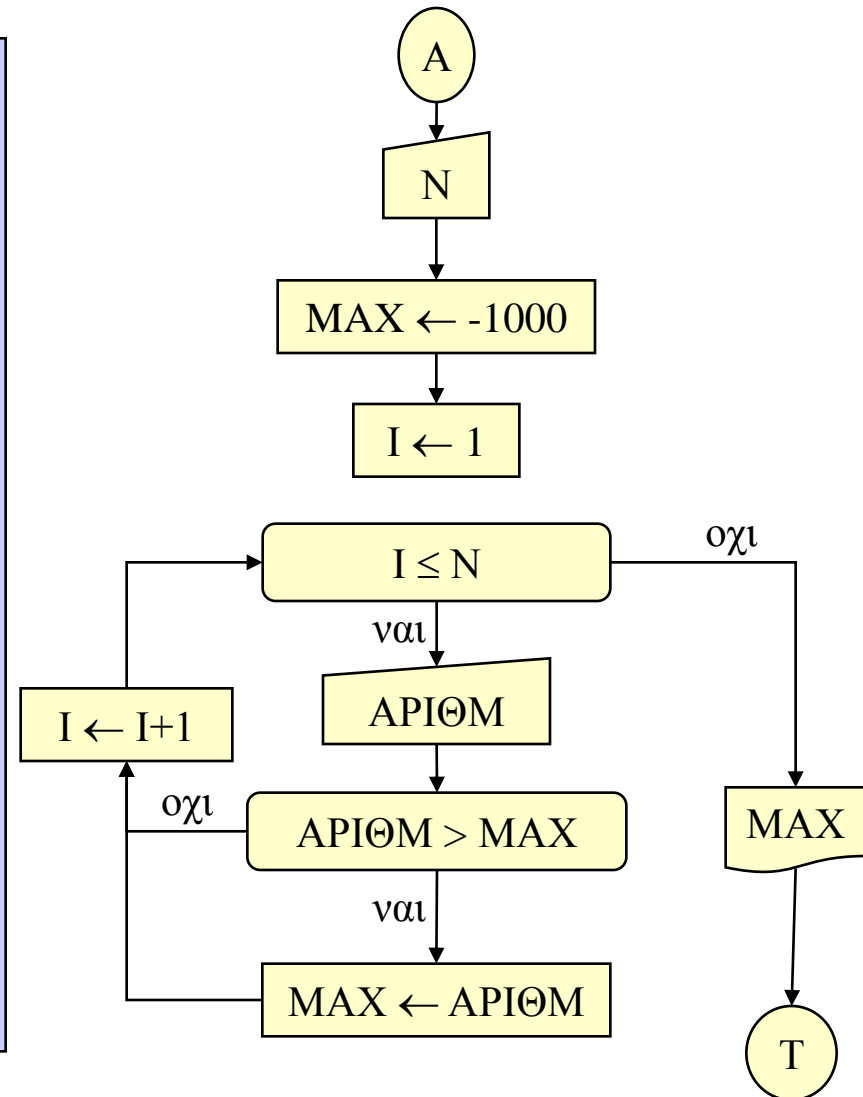 Α
Ν
MAX ← -1000
Ι ← 1
Ι ≤ Ν
οχι
ναι
ΑΡΙΘΜ
Ι ← Ι+1
οχι
ΑΡΙΘΜ > MAX
MAX
ναι
MAX ← ΑΡΙΘΜ
Τ